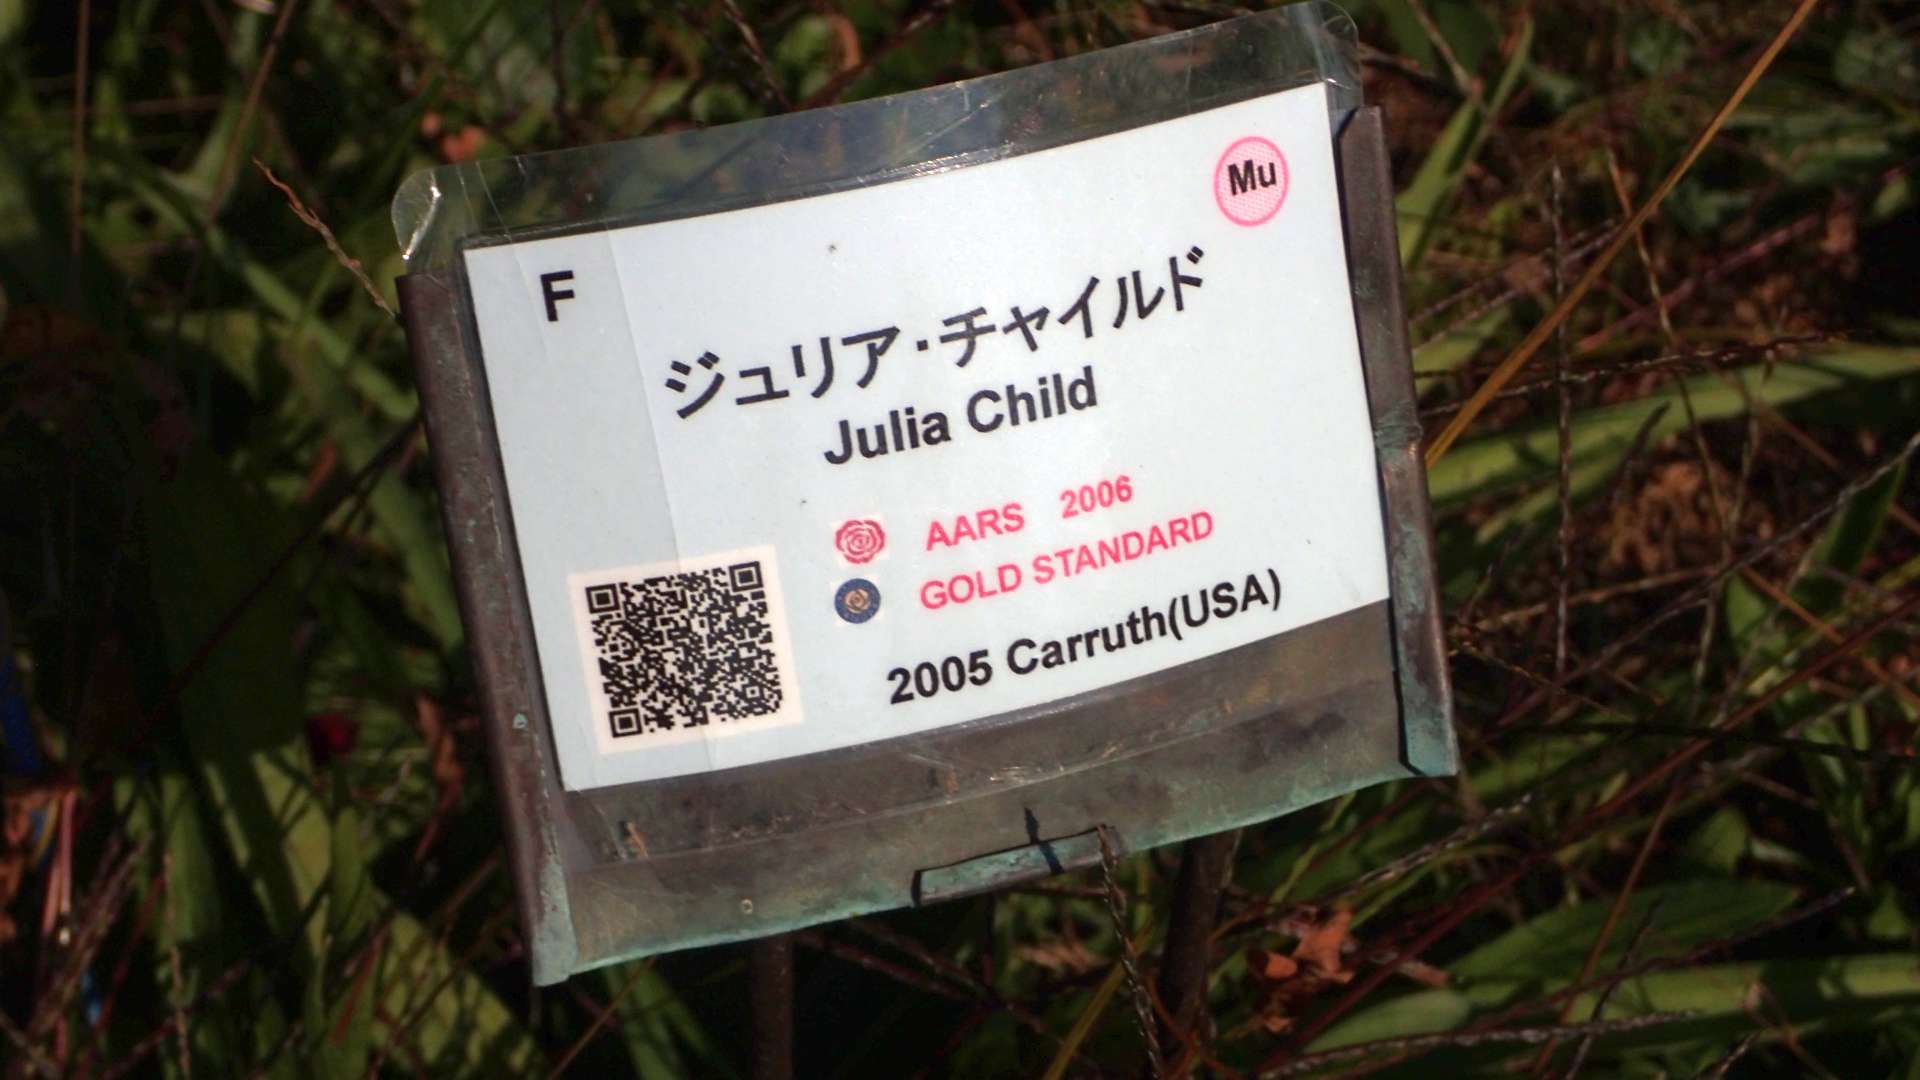 Mu
F
ジュリア・チャイルド
Julia Child
AARS 2006
GOLD STANDARD
2005 Carruth(USA)